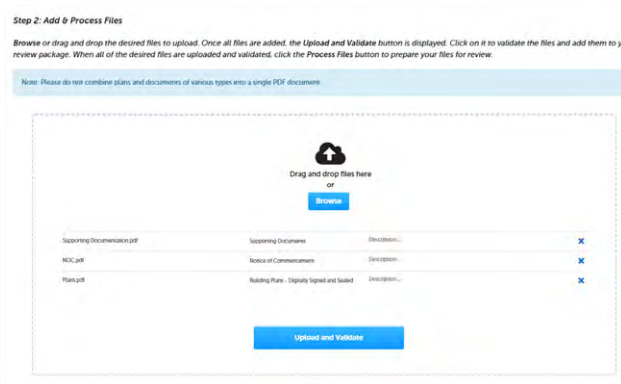 Step 2: Add & Process Files
Browse or drag and drop the desired files to upload. Once all files are added, the Upload and Validate button is displayed. Click on it to validate the files and add them to
review package. When all of the desired files are uploaded and validated, click the Process Files button to prepare your files for review.
Note: Please do not combine plans and documents of various types into a single PDF document.
Drag and drop files here
or
Browse
Supporting Documentation.pdf Supporting Documents Description... X
NOC.pdf Notice of Commencement Description... X
Plans.pdf Building Plans - Digitally Signed and Sealed Description... X
Upload and Validate